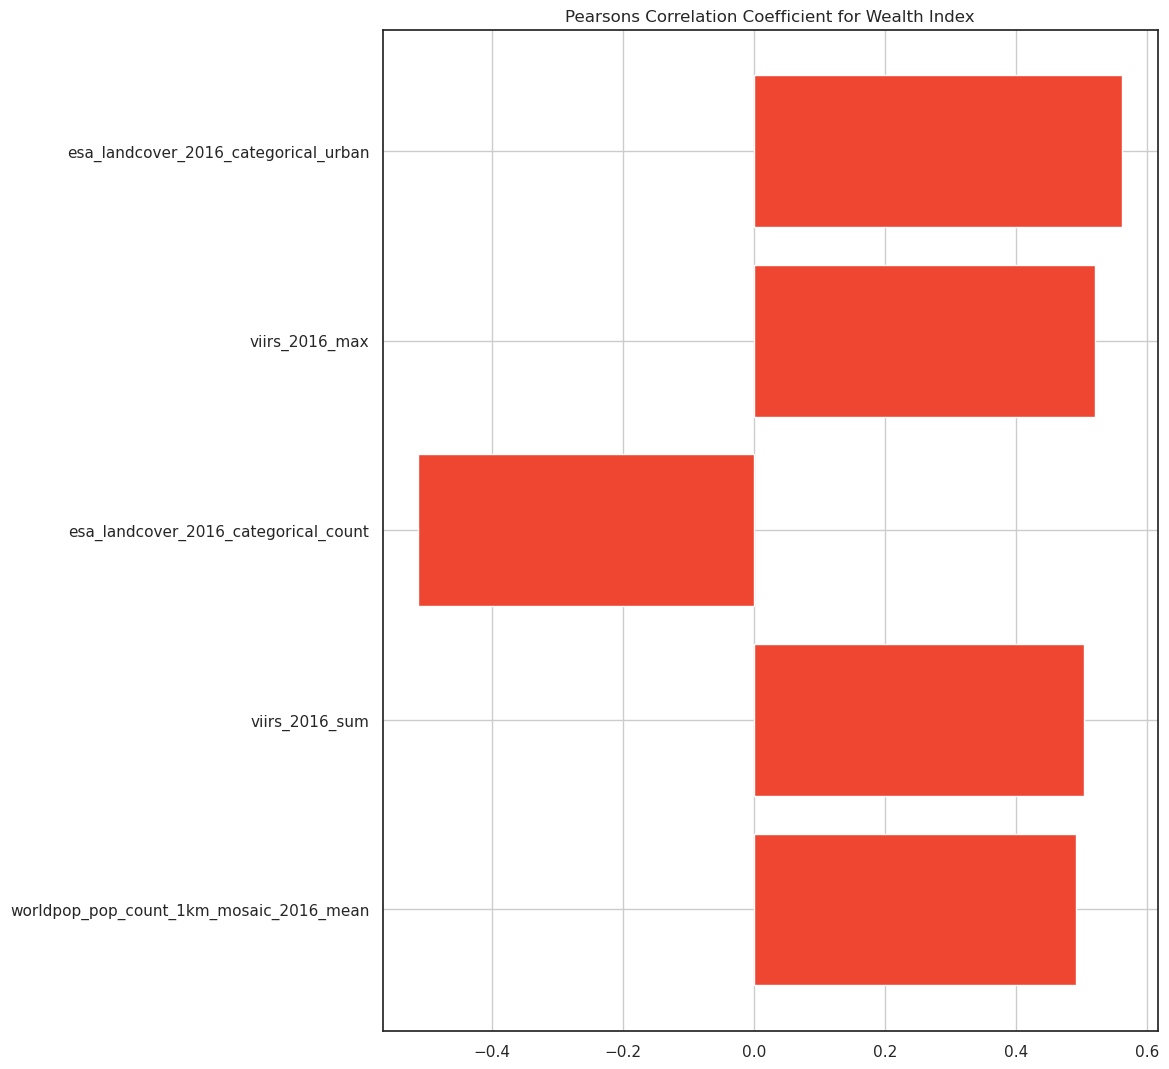 Pearsons Correlation Coefficient for Wealth Index
esa_landcover_2016_categorical_urban
viirs_2016_max
esa_landcover_2016_categorical_count
viirs_2016_sum
worldpop_pop_count_1km_mosaic_2016_mean
−0.4 −0.2 0.0 0.2 0.4 0.6